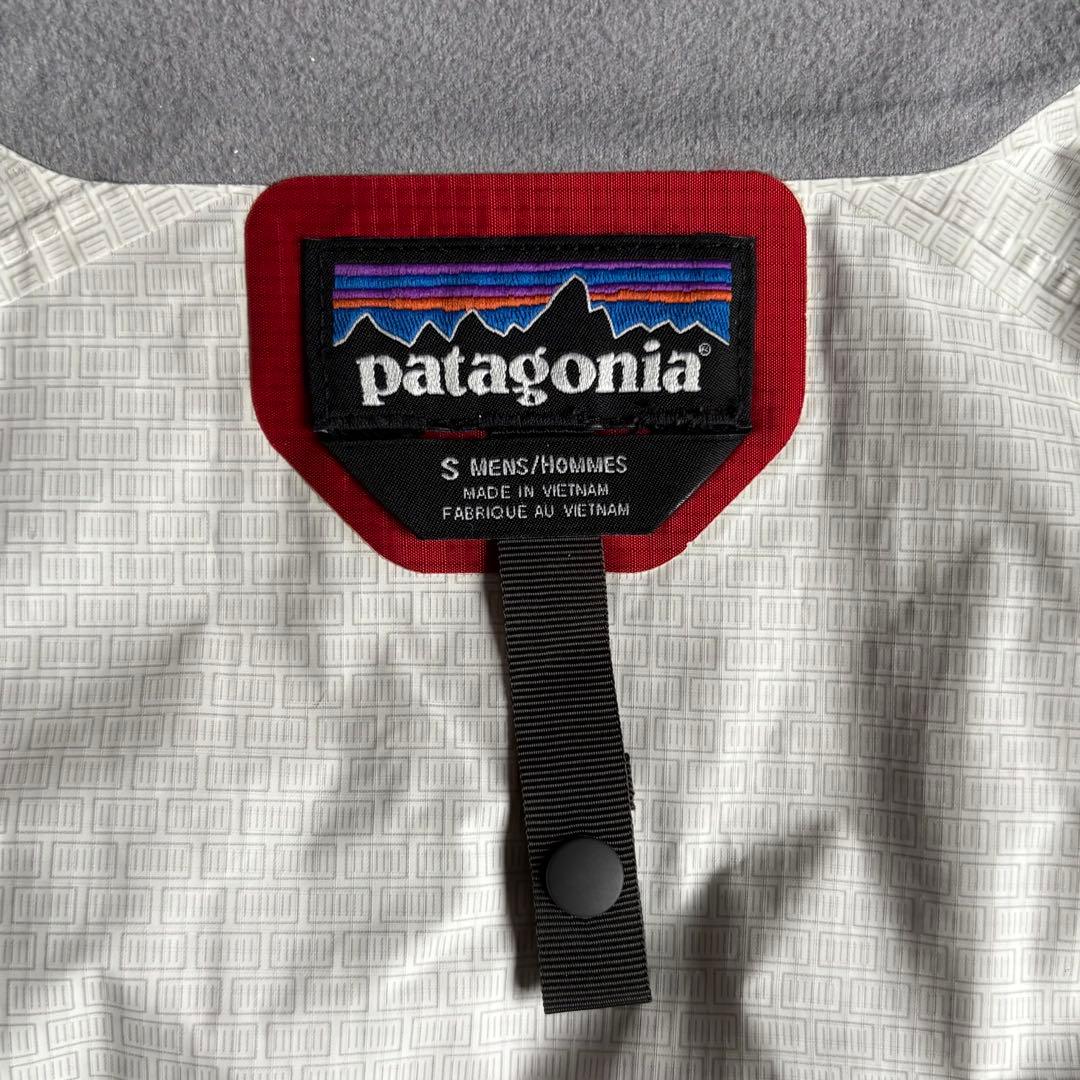 patagonia®
S MENS/HOMMES
MADE IN VIETNAM
FABRIQUÉ AU VIETNAM